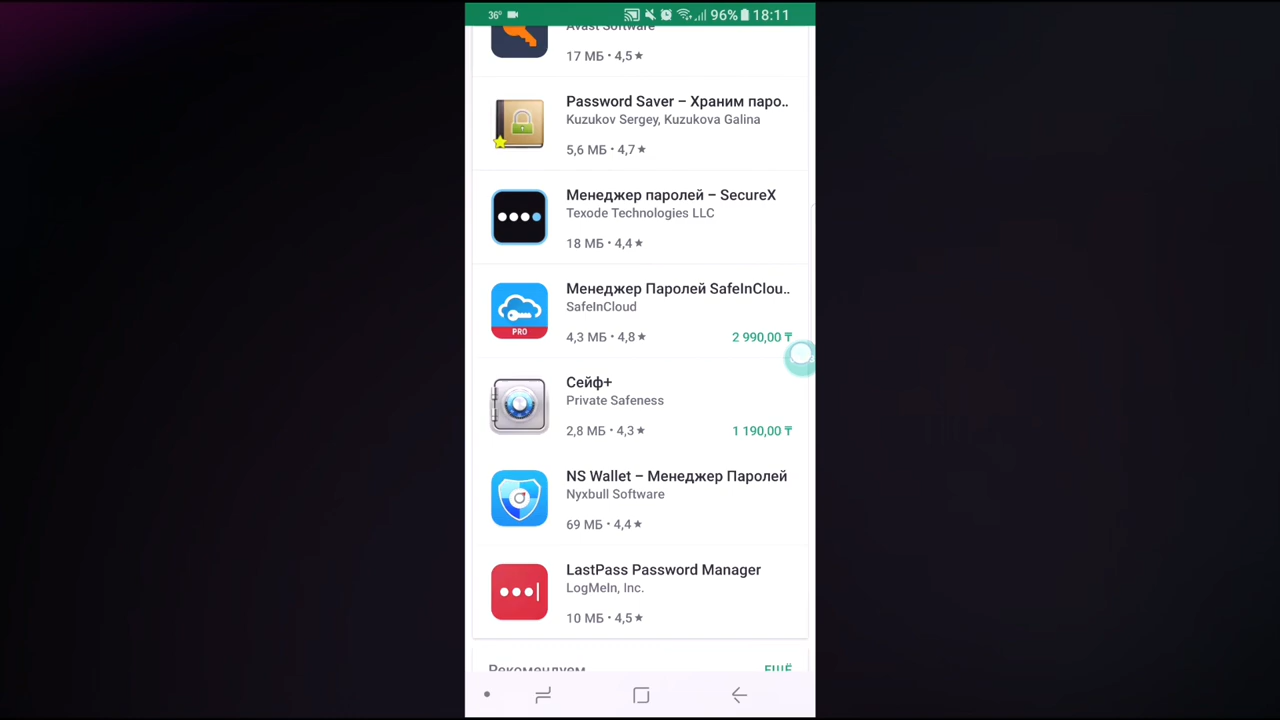 36°
96% 18:11
Avast Software
17 МБ • 4,5 ★
Password Saver – Храним паро..
Kuzukov Sergey, Kuzukova Galina
5,6 МБ • 4,7 ★
Менеджер паролей – SecureX
Texode Technologies LLC
18 МБ • 4,4 ★
Менеджер Паролей SafeInClou..
SafeInCloud
PRO
4,3 МБ • 4,8 ★
2 990,00 ₸
Сейф+
Private Safeness
2,8 МБ • 4,3 ★
1 190,00 ₸
NS Wallet – Менеджер Паролей
Nyxbull Software
69 МБ • 4,4 ★
LastPass Password Manager
LogMeIn, Inc.
10 МБ • 4,5 ★
Рекомендуем
ЕЩЁ